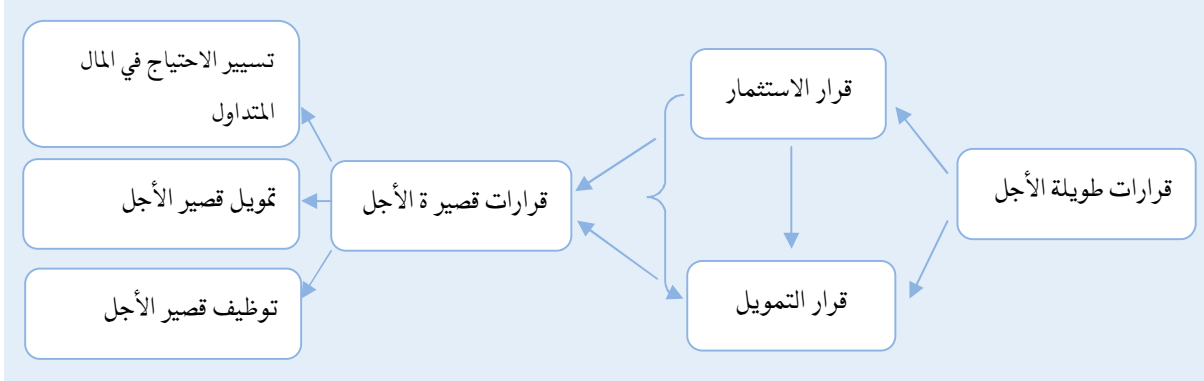 قرارات طويلة الأجل
قرار الاستثمار
قرار التمويل
قرارات قصير ة الأجل
تسيير الاحتياج في المال
المتداول
تمويل قصير الأجل
توظيف قصير الأجل